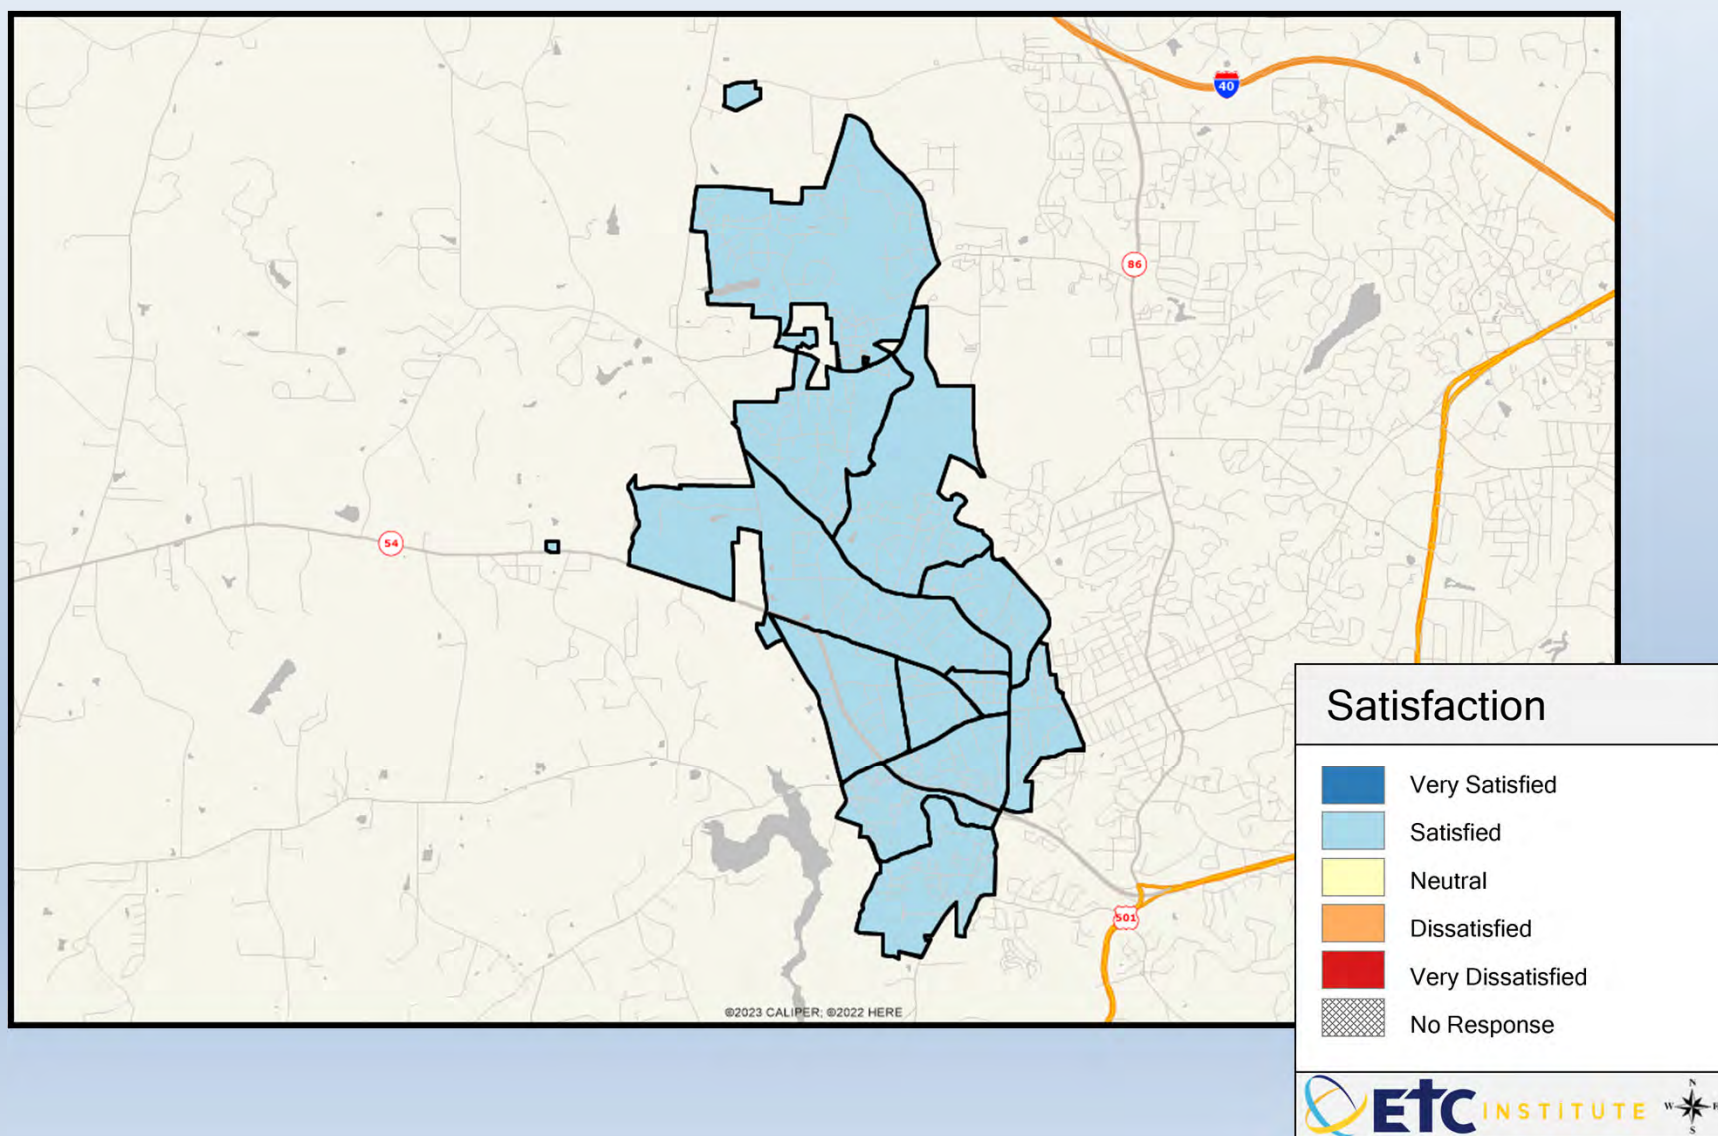 40
86
54
501
©2023 CALIPER; ©2022 HERE
Satisfaction
Very Satisfied
Satisfied
Neutral
Dissatisfied
Very Dissatisfied
No Response
ETC INSTITUTE
N
W E
S